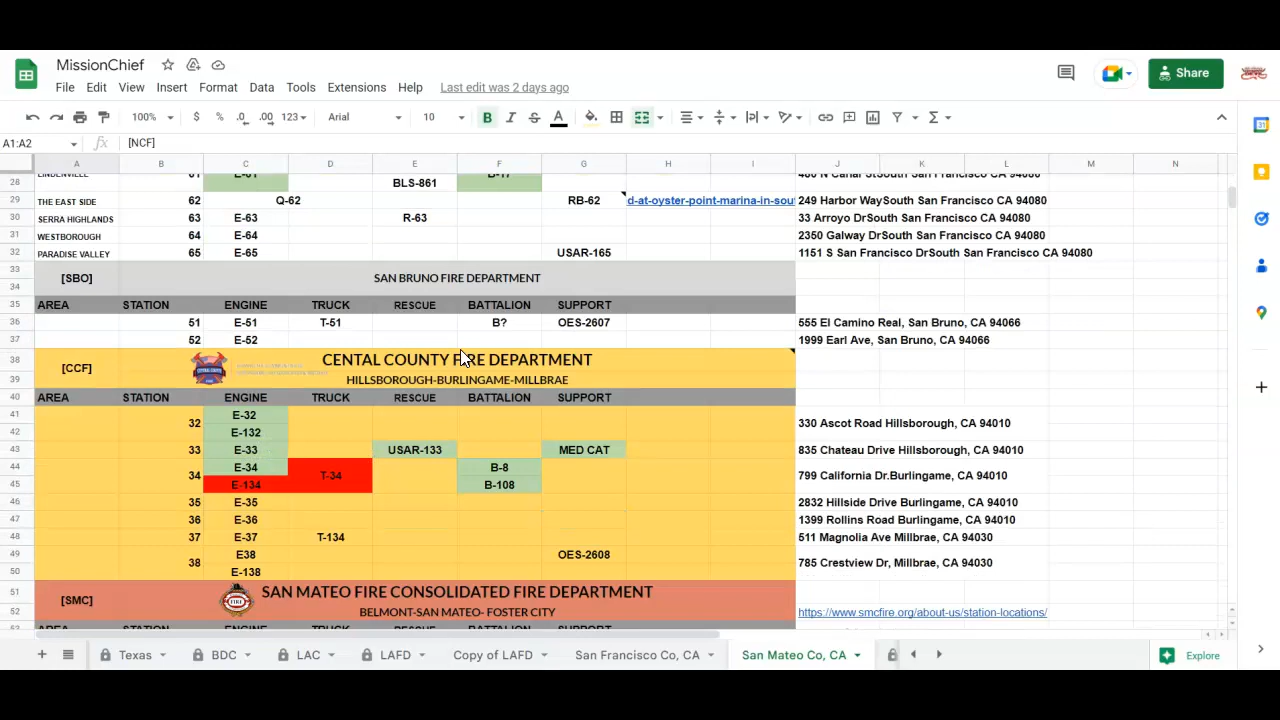 MissionChief
Share
File Edit View Insert Format Data Tools Extensions Help Last edit was 2 days ago
100% $ % .0 .00 123 Arial 10 B I S A
A1:A2 fx [NCF]
A B C D E F G H I J K L M N
28 LINDENVILLE 61 E-61 BLS-861 B-17 480 N Canal StSouth San Francisco CA 94080
29 THE EAST SIDE 62 Q-62 RB-62 d-at-oyster-point-marina-in-sou 249 Harbor WaySouth San Francisco CA 94080
30 SERRA HIGHLANDS 63 E-63 R-63 33 Arroyo DrSouth San Francisco CA 94080
31 WESTBOROUGH 64 E-64 2350 Galway DrSouth San Francisco CA 94080
32 PARADISE VALLEY 65 E-65 USAR-165 1151 S San Francisco DrSouth San Francisco CA 94080
33 [SBO] SAN BRUNO FIRE DEPARTMENT
34
35 AREA STATION ENGINE TRUCK RESCUE BATTALION SUPPORT
36 51 E-51 T-51 B? OES-2607 555 El Camino Real, San Bruno, CA 94066
37 52 E-52 1999 Earl Ave, San Bruno, CA 94066
38 [CCF] CENTAL COUNTY FIRE DEPARTMENT
39 HILLSBOROUGH-BURLINGAME-MILLBRAE
40 AREA STATION ENGINE TRUCK RESCUE BATTALION SUPPORT
41 32 E-32 330 Ascot Road Hillsborough, CA 94010
42 E-132
43 33 E-33 USAR-133 MED CAT 835 Chateau Drive Hillsborough, CA 94010
44 34 E-34 T-34 B-8 799 California Dr.Burlingame, CA 94010
45 E-134 B-108
46 35 E-35 2832 Hillside Drive Burlingame, CA 94010
47 36 E-36 1399 Rollins Road Burlingame, CA 94010
48 37 E-37 T-134 511 Magnolia Ave Millbrae, CA 94030
49 38 E38 OES-2608 785 Crestview Dr, Millbrae, CA 94030
50 E-138
51 [SMC] FIRE SAN MATEO FIRE CONSOLIDATED FIRE DEPARTMENT
52 BELMONT-SAN MATEO- FOSTER CITY https://www.smcfire.org/about-us/station-locations/
AREA STATION ENGINE TRUCK RESCUE BATTALION SUPPORT
Texas BDC LAC LAFD Copy of LAFD San Francisco Co, CA San Mateo Co, CA Explore